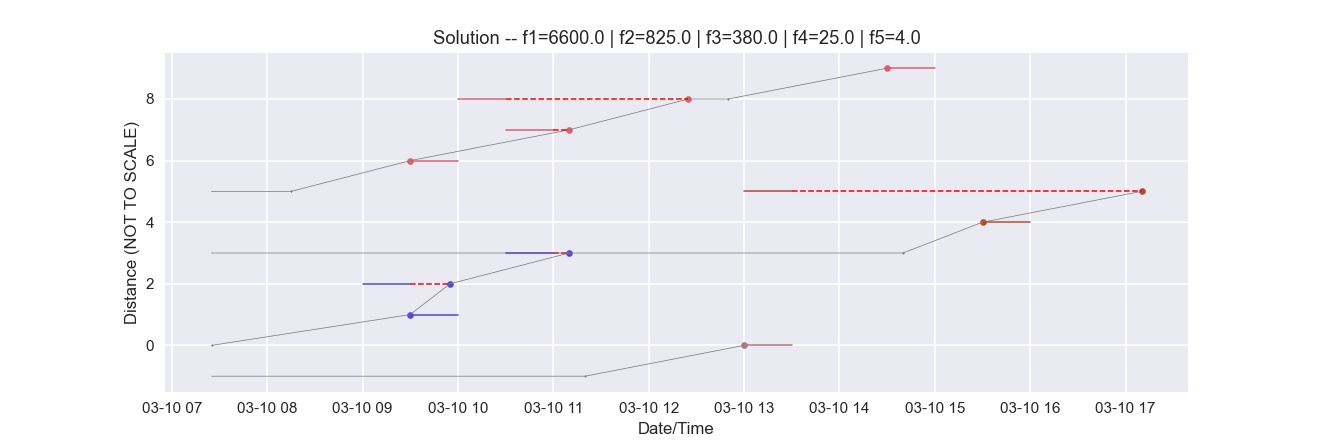 Solution -- f1=6600.0 | f2=825.0 | f3=380.0 | f4=25.0 | f5=4.0
Distance (NOT TO SCALE)
8
6
4
2
0
03-10 07 03-10 08 03-10 09 03-10 10 03-10 11 03-10 12 03-10 13 03-10 14 03-10 15 03-10 16 03-10 17
Date/Time